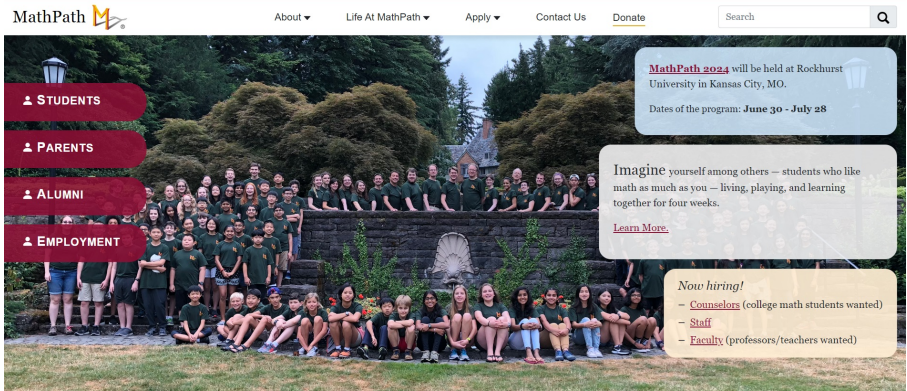 MathPath
About
Life At MathPath
Apply
Contact Us
Donate
Search
STUDENTS
PARENTS
ALUMNI
EMPLOYMENT
MathPath 2024 will be held at Rockhurst
University in Kansas City, MO.
Dates of the program: June 30 - July 28
Imagine yourself among others — students who like
math as much as you — living, playing, and learning
together for four weeks.
Learn More.
Now hiring!
– Counselors (college math students wanted)
– Staff
– Faculty (professors/teachers wanted)